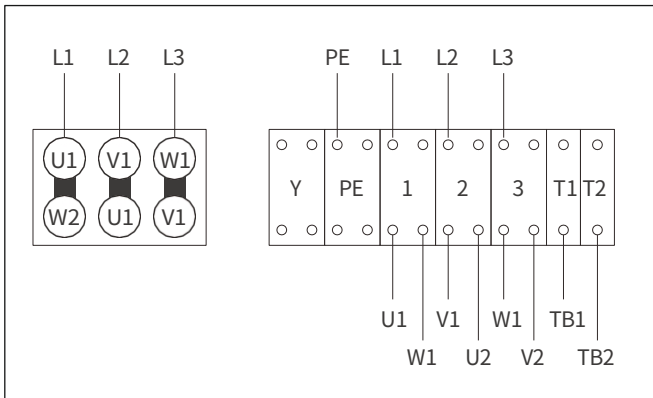 L1 L2 L3
U1 V1 W1
W2 U1 V1
PE L1 L2 L3
Y PE 1 2 3 T1 T2
U1 V1 W1 TB1
W1 U2 V2 TB2